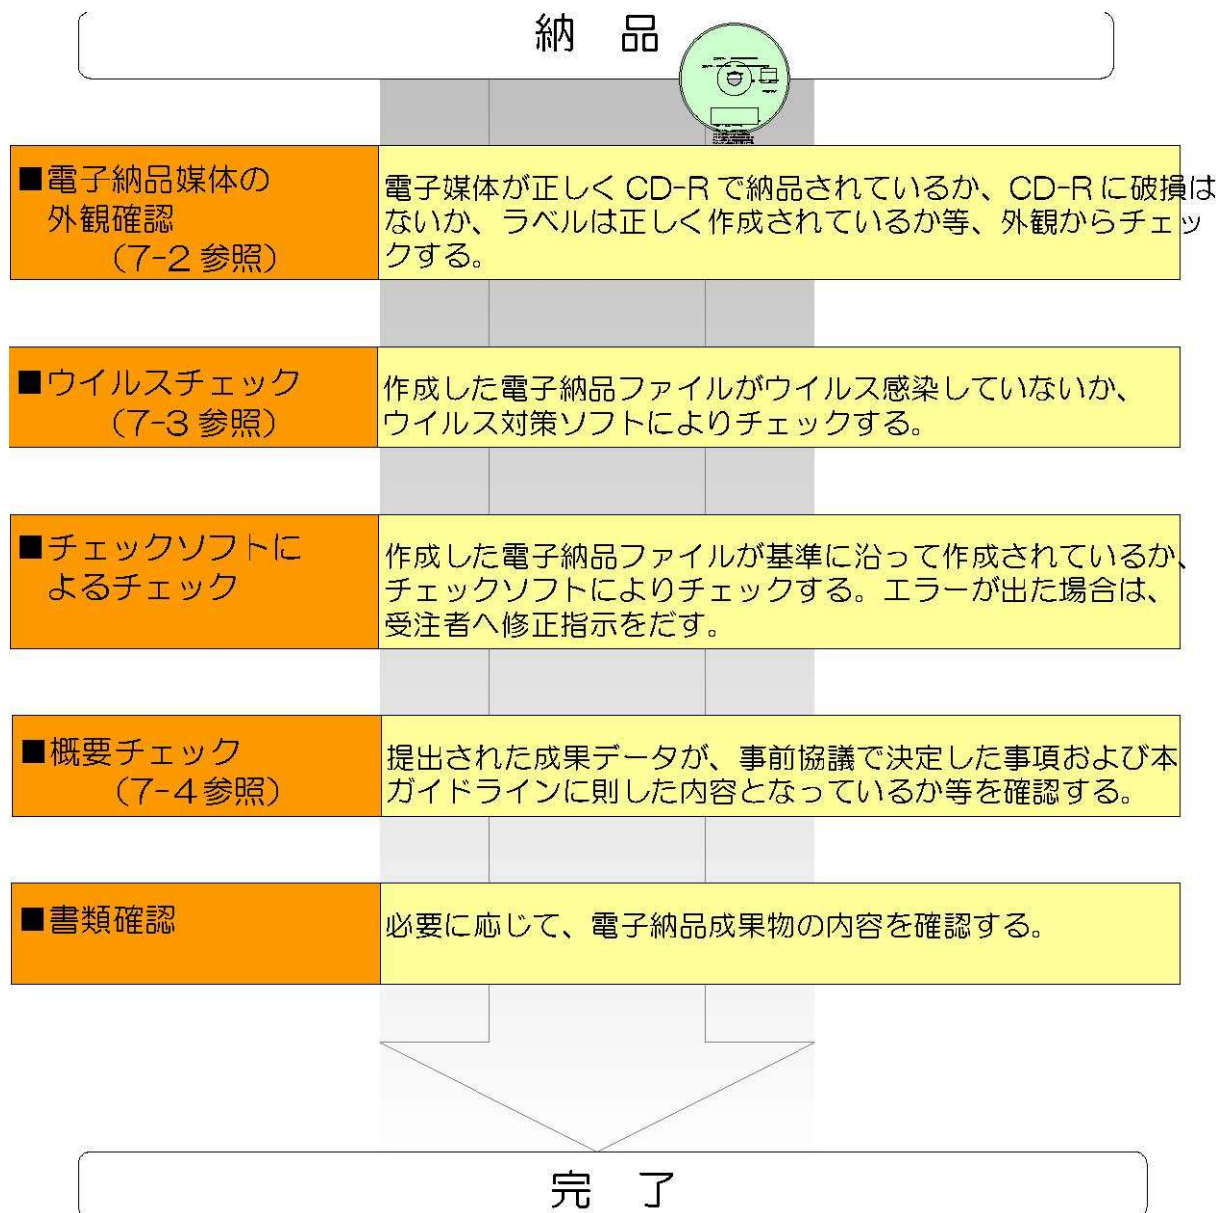 納　品
■電子納品媒体の
外観確認
（7-2 参照）
電子媒体が正しく CD-R で納品されているか、CD-R に破損は
ないか、ラベルは正しく作成されているか等、外観からチェッ
クする。
■ウイルスチェック
（7-3 参照）
作成した電子納品ファイルがウイルス感染していないか、
ウイルス対策ソフトによりチェックする。
■チェックソフトに
よるチェック
作成した電子納品ファイルが基準に沿って作成されているか、
チェックソフトによりチェックする。エラーが出た場合は、
受注者へ修正指示をだす。
■概要チェック
（7-4参照）
提出された成果データが、事前協議で決定した事項および本
ガイドラインに則した内容となっているか等を確認する。
■書類確認
必要に応じて、電子納品成果物の内容を確認する。
完　了